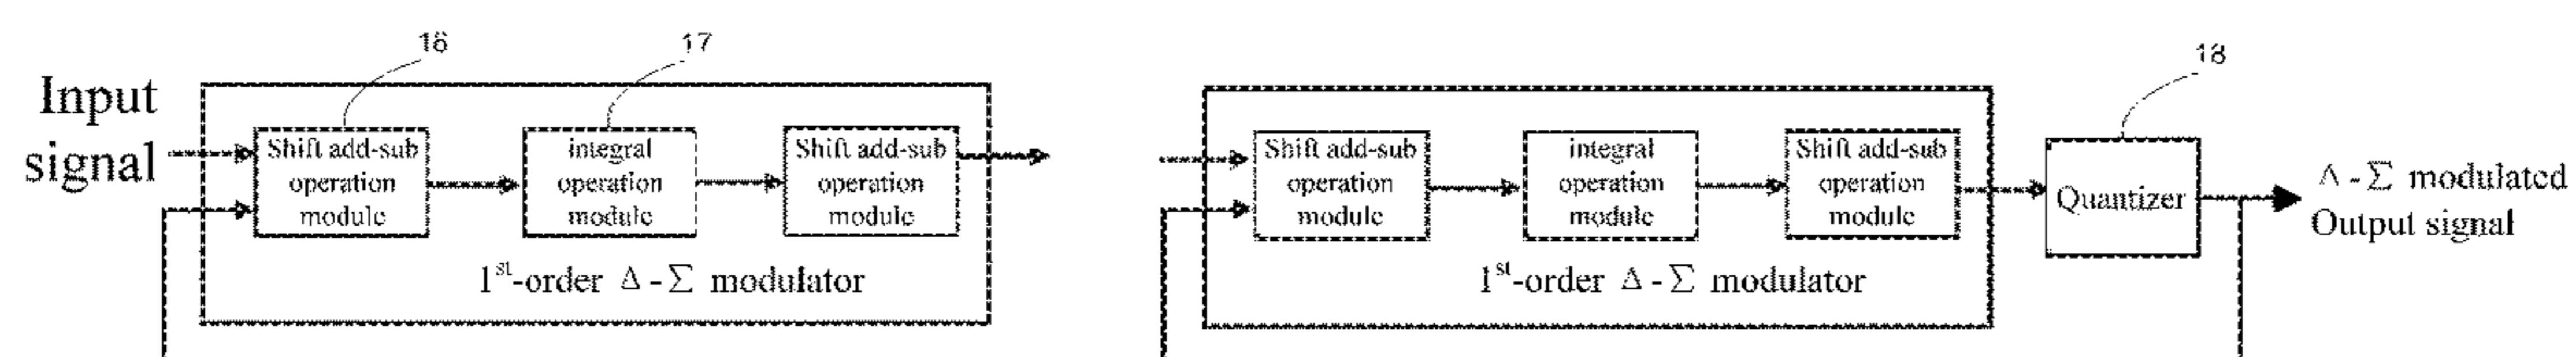 16
17
18
Input
signal
Shift add-sub
operation
module
integral
operation
module
Shift add-sub
operation
module
1st-order Δ-Σ modulator
Shift add-sub
operation
module
integral
operation
module
Shift add-sub
operation
module
1st-order Δ-Σ modulator
Quantizer
Δ-Σ modulated
Output signal